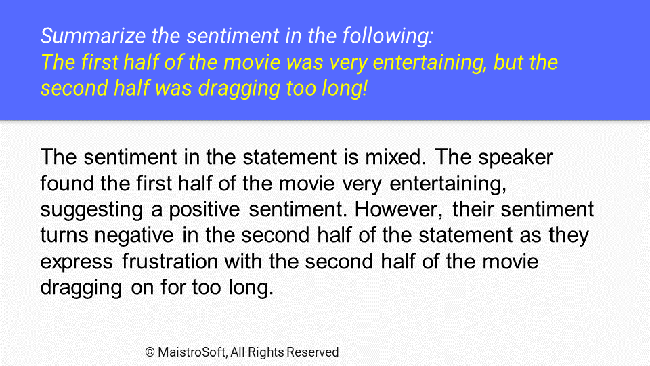 Summarize the sentiment in the following:
The first half of the movie was very entertaining, but the
second half was dragging too long!
The sentiment in the statement is mixed. The speaker
found the first half of the movie very entertaining,
suggesting a positive sentiment. However, their sentiment
turns negative in the second half of the statement as they
express frustration with the second half of the movie
dragging on for too long.
© MaistroSoft, All Rights Reserved